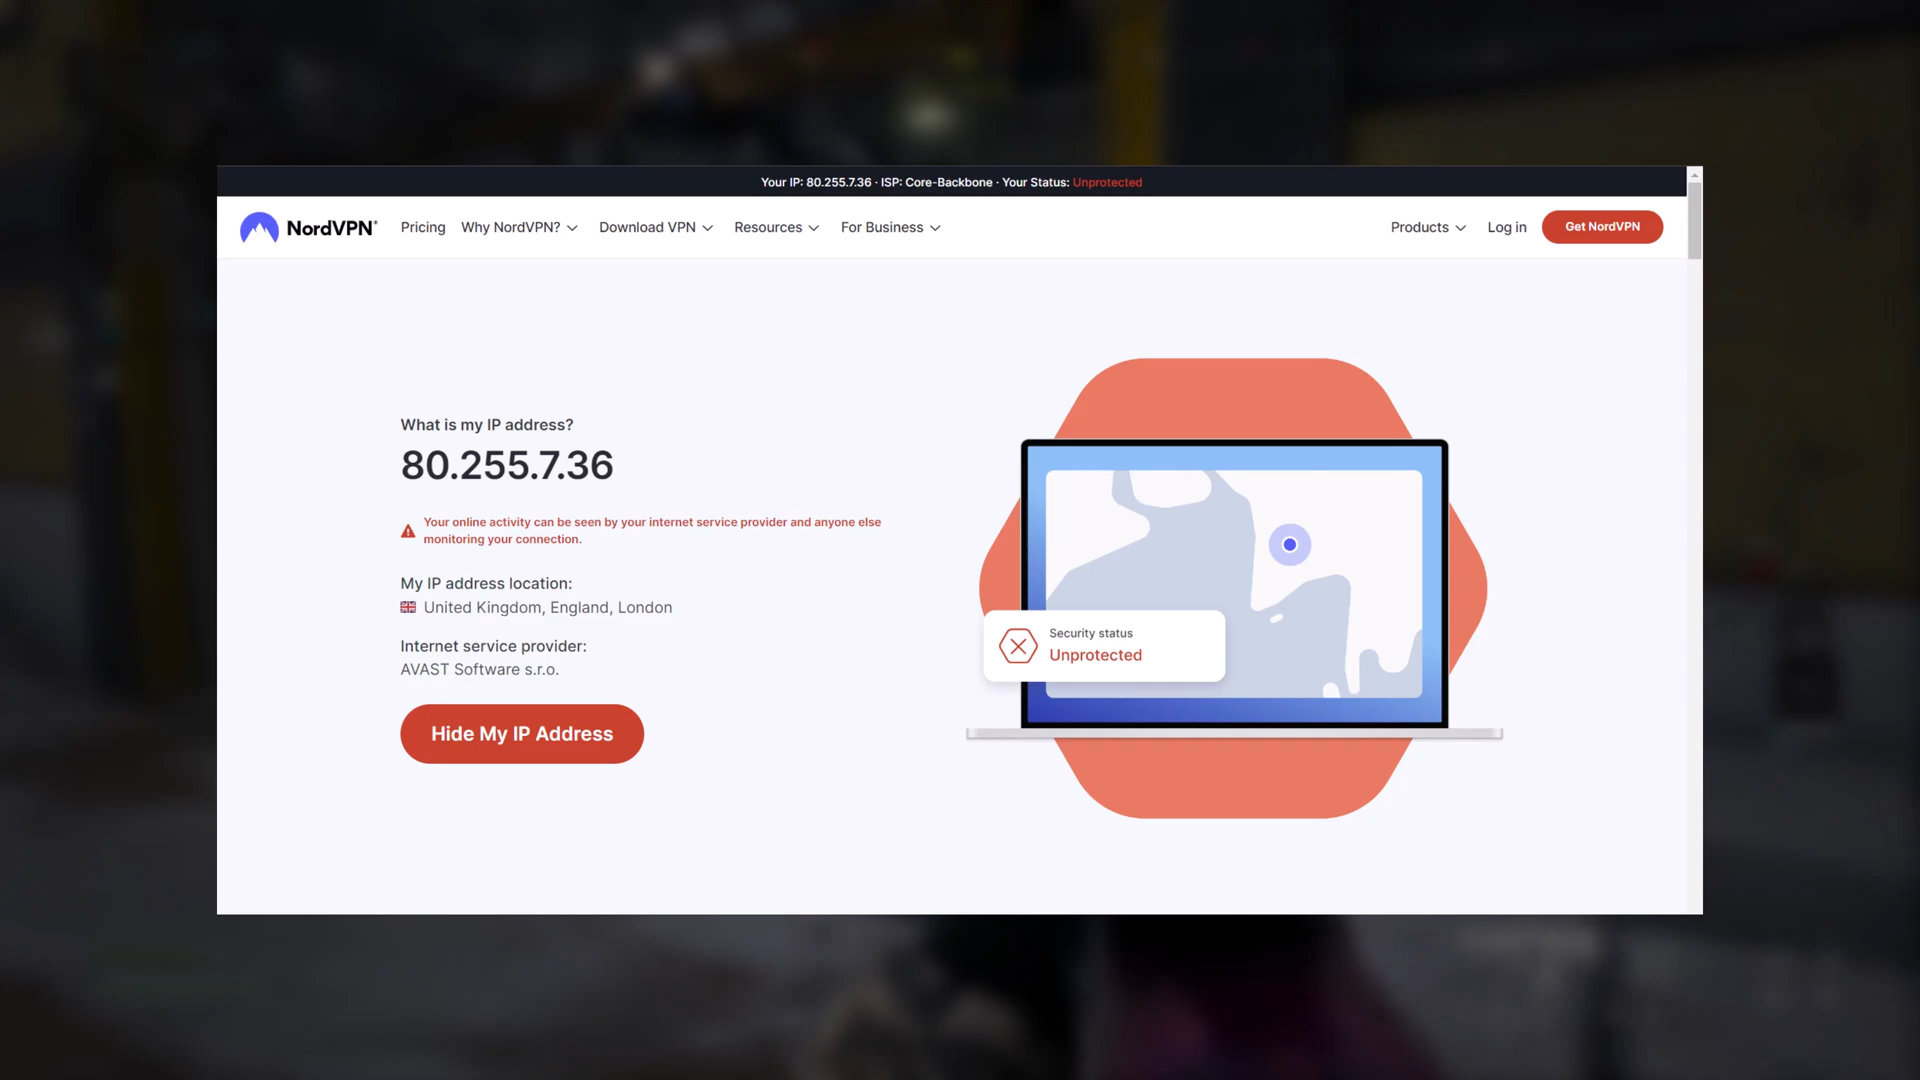 Your IP: 80.255.7.36 · ISP: Core-Backbone · Your Status: Unprotected
NordVPN®
Pricing
Why NordVPN?
Download VPN
Resources
For Business
Products
Log in
Get NordVPN
What is my IP address?
80.255.7.36
Your online activity can be seen by your internet service provider and anyone else
monitoring your connection.
My IP address location:
United Kingdom, England, London
Internet service provider:
AVAST Software s.r.o.
Hide My IP Address
Security status
Unprotected